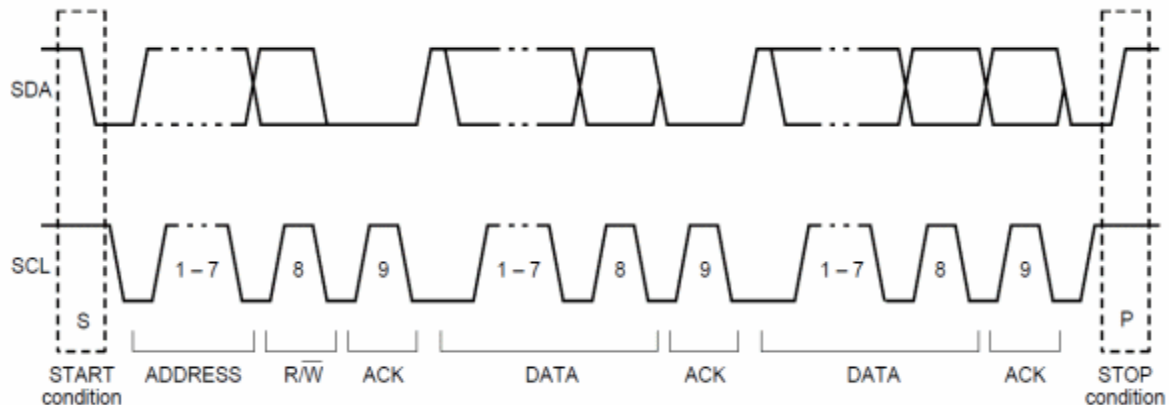 SDA
SCL
1 – 7 8 9 1 – 7 8 9 1 – 7 8 9
S P
START ADDRESS R/W̅ ACK DATA ACK DATA ACK STOP
condition condition